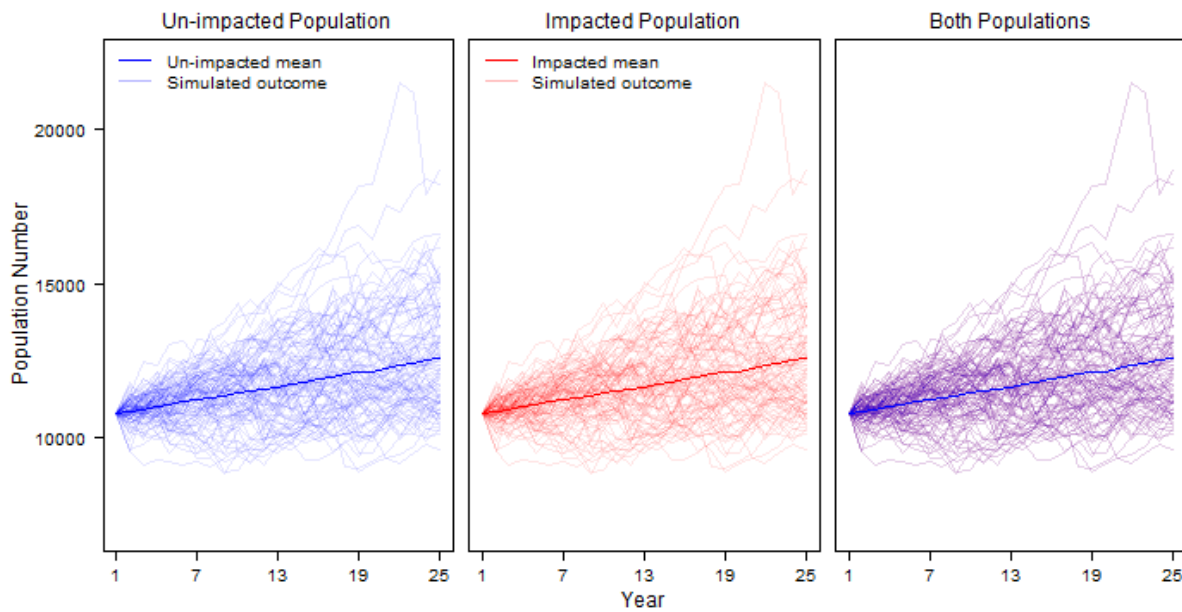 Un-impacted Population
Impacted Population
Both Populations
Un-impacted mean
Simulated outcome
Impacted mean
Simulated outcome
Population Number
20000
15000
10000
1 7 13 19 25
1 7 13 19 25
1 7 13 19 25
Year